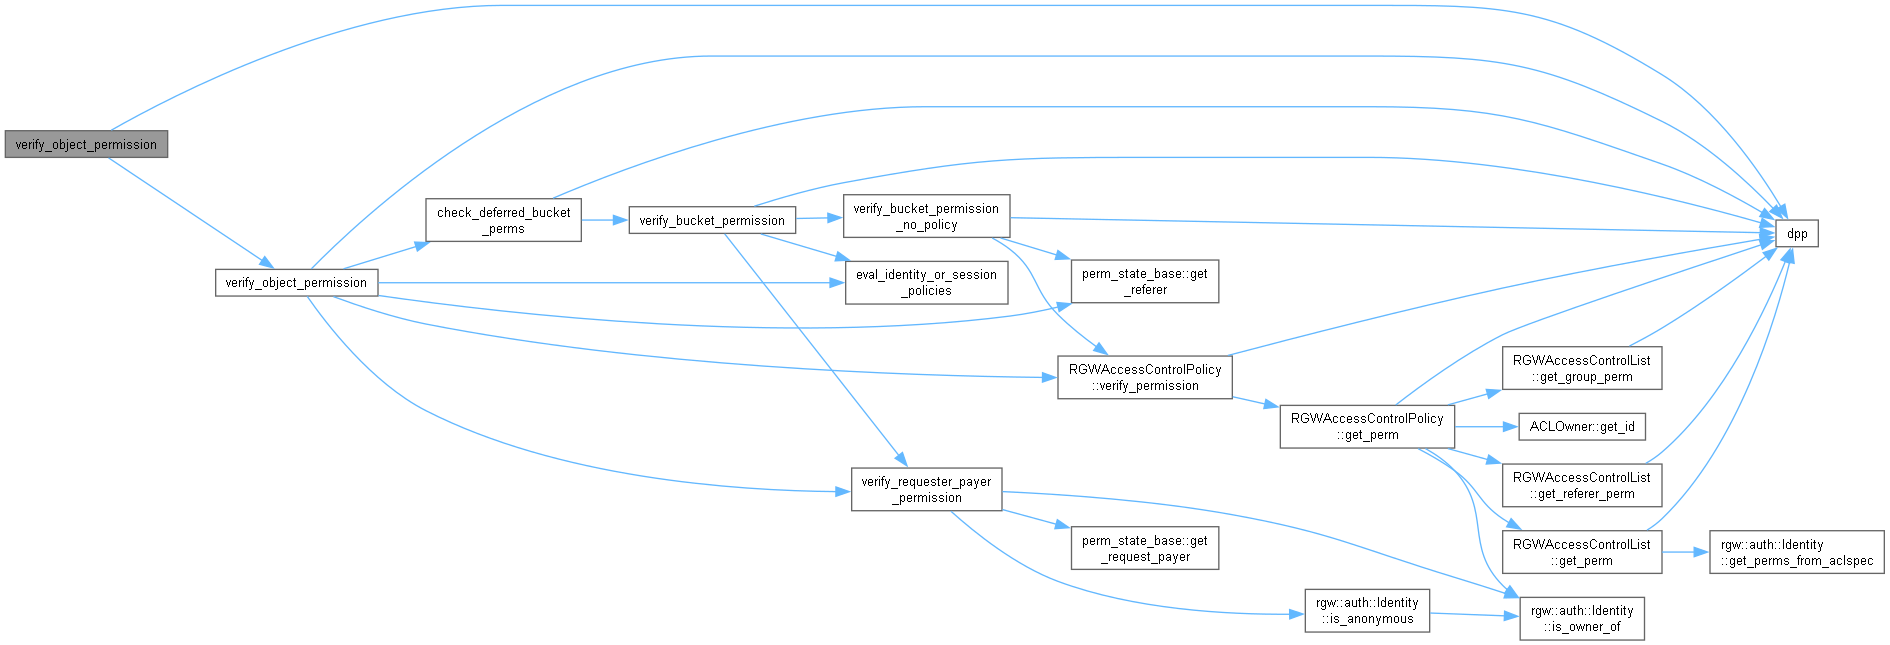 verify_object_permission
verify_object_permission
check_deferred_bucket
_perms
verify_bucket_permission
verify_bucket_permission
_no_policy
eval_identity_or_session
_policies
perm_state_base::get
_referer
RGWAccessControlPolicy
::verify_permission
verify_requester_payer
_permission
perm_state_base::get
_request_payer
rgw::auth::Identity
::is_anonymous
RGWAccessControlPolicy
::get_perm
RGWAccessControlList
::get_group_perm
ACLOwner::get_id
RGWAccessControlList
::get_referer_perm
RGWAccessControlList
::get_perm
rgw::auth::Identity
::is_owner_of
dpp
rgw::auth::Identity
::get_perms_from_aclspec